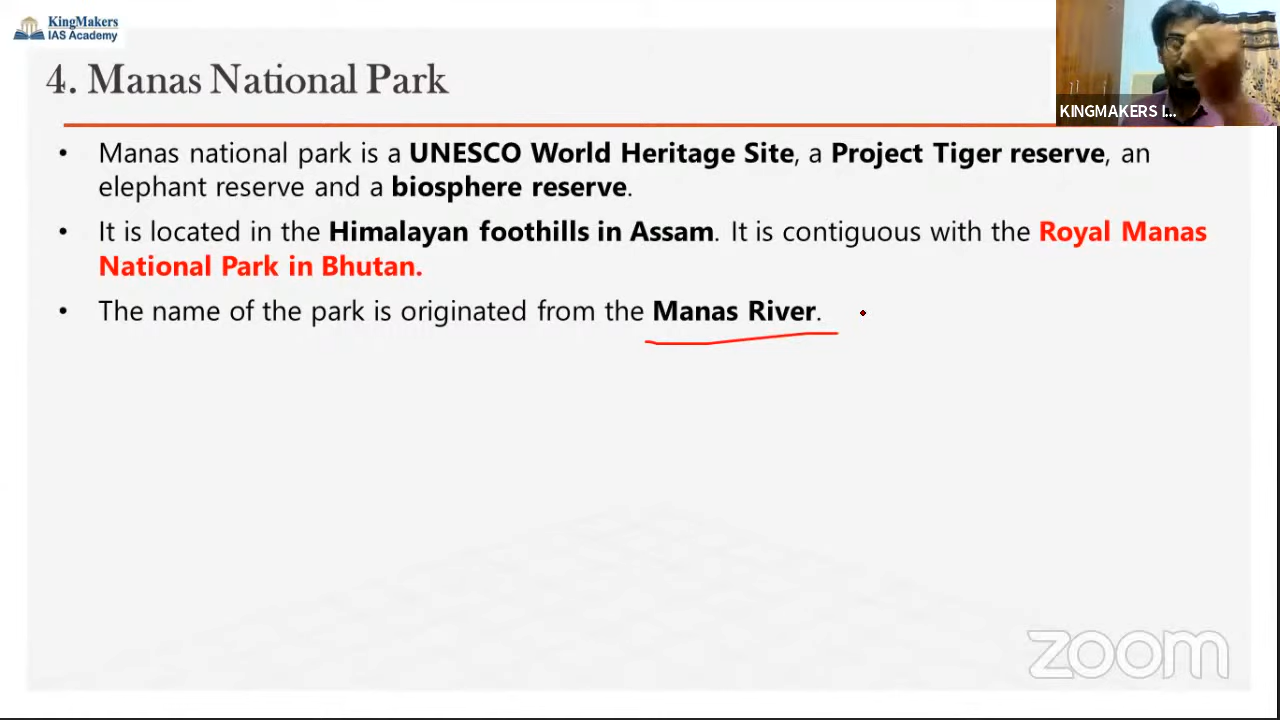 KingMakers
IAS Academy
4. Manas National Park
KINGMAKERS I...
• Manas national park is a UNESCO World Heritage Site, a Project Tiger reserve, an
elephant reserve and a biosphere reserve.
• It is located in the Himalayan foothills in Assam. It is contiguous with the Royal Manas
National Park in Bhutan.
• The name of the park is originated from the Manas River.
zoom